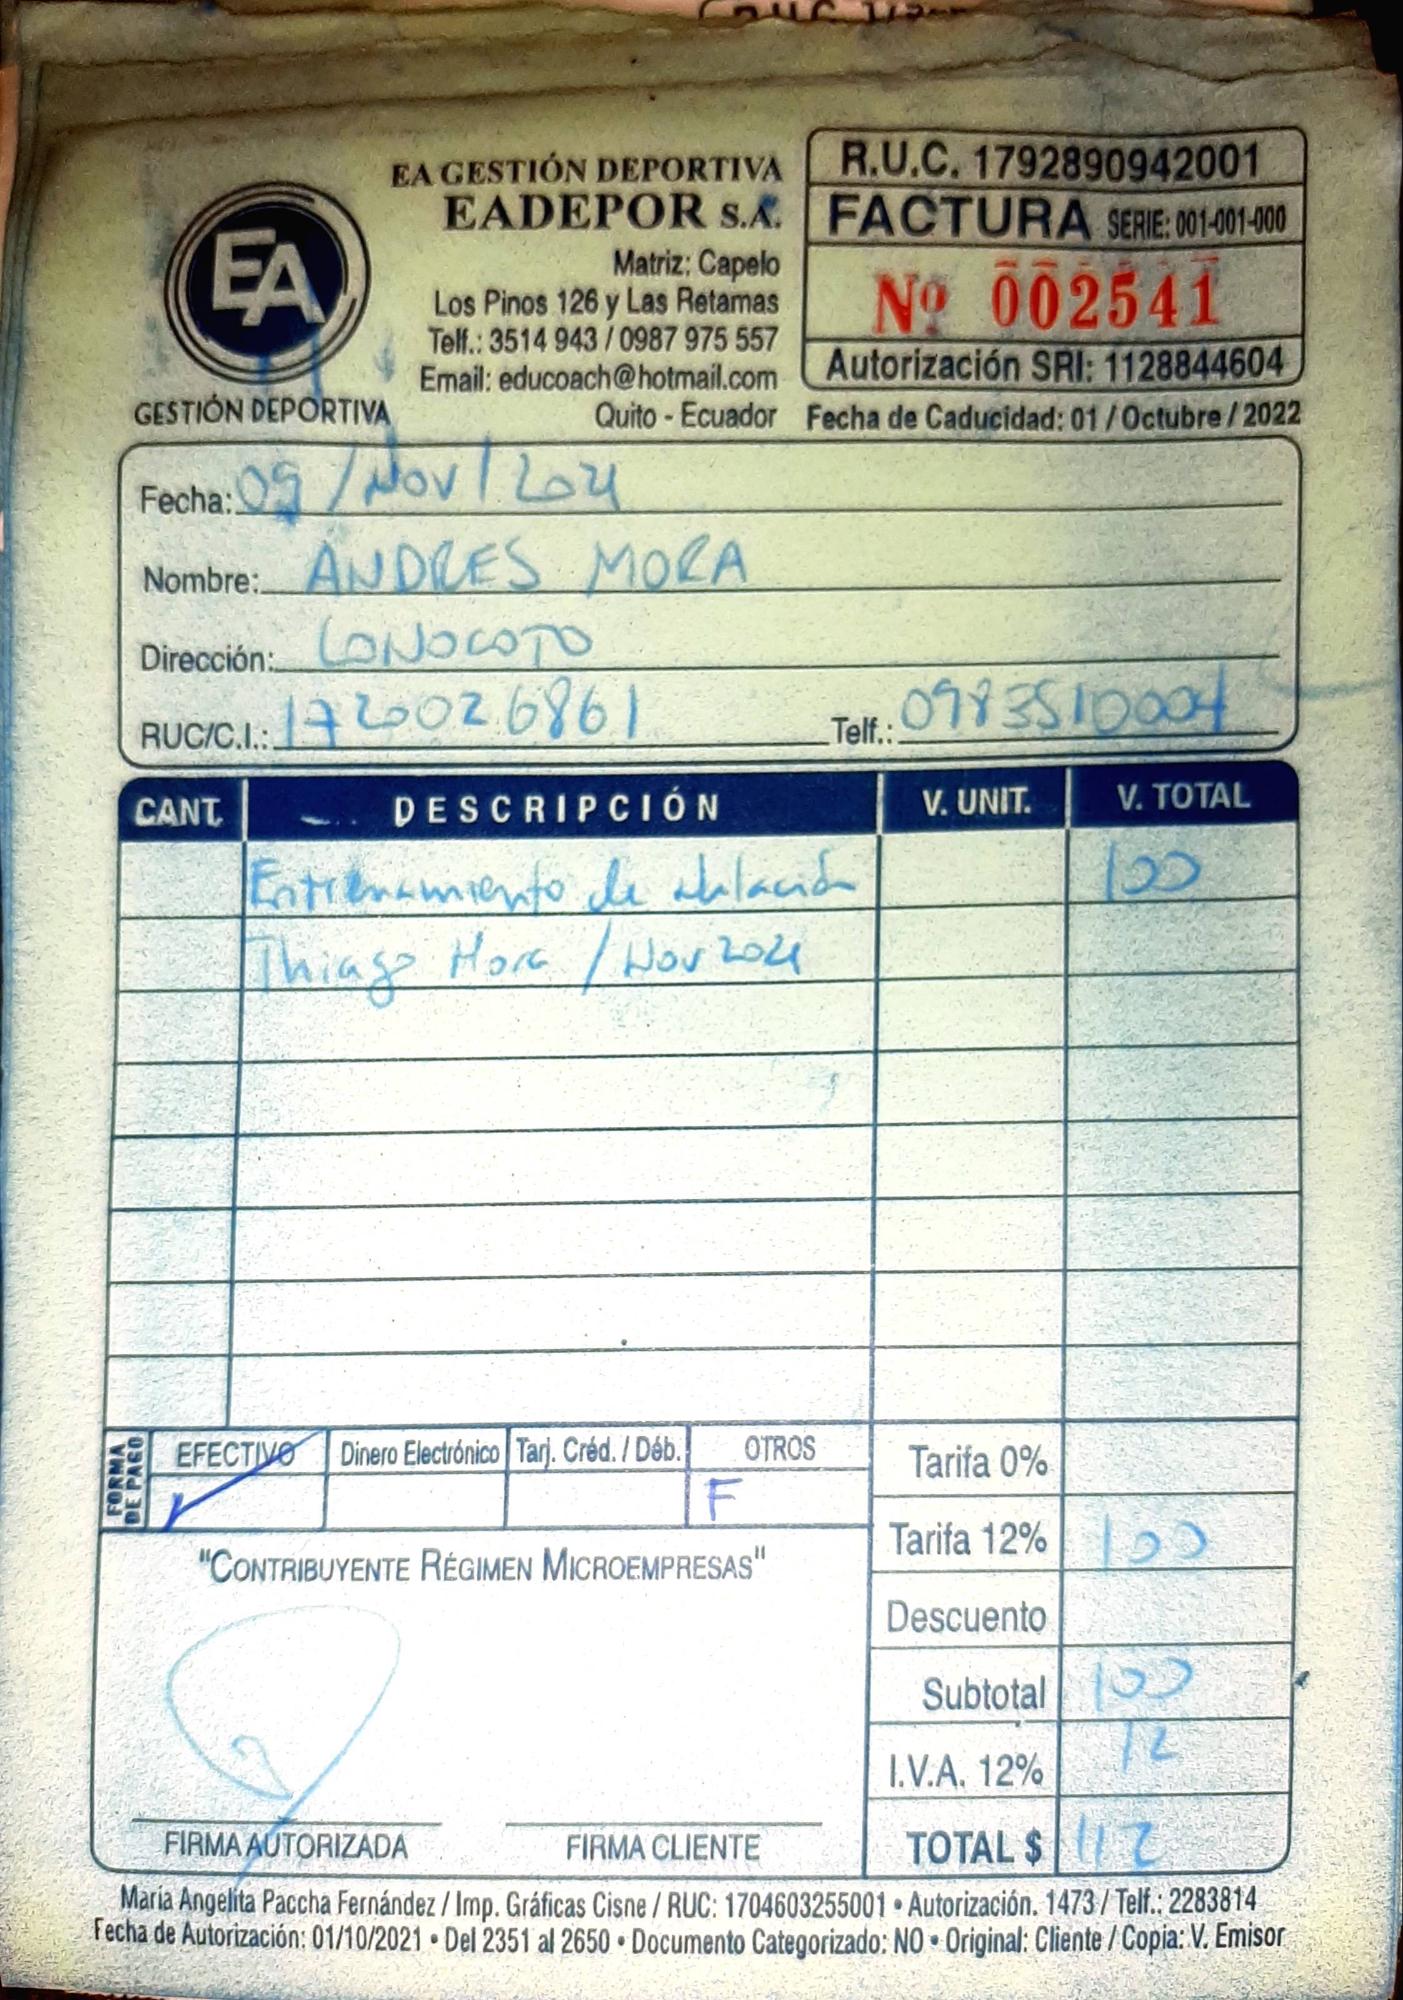 EA GESTIÓN DEPORTIVA
EADEPOR S.A.
Matriz: Capelo
Los Pinos 126 y Las Retamas
Telf.: 3514 943 / 0987 975 557
Email: educoach@hotmail.com
Quito - Ecuador
EA
GESTIÓN DEPORTIVA
R.U.C. 1792890942001
FACTURA SERIE: 001-001-000
Nº 002541
Autorización SRI: 1128844604
Fecha de Caducidad: 01 / Octubre / 2022
Fecha: 09 / Nov / 2021
Nombre: ANDRES MORA
Dirección: CONOCOTO
RUC/C.I.: 1720026861 Telf.: 0983510004
CANT. DESCRIPCIÓN V. UNIT. V. TOTAL
Entrenamiento de natación 100
Thiago Mora / Nov 2021
FORMA DE PAGO
EFECTIVO Dinero Electrónico Tarj. Créd. / Déb. OTROS
F
Tarifa 0%
Tarifa 12% 100
Descuento
Subtotal 100
I.V.A. 12% 12
TOTAL $ 112
"CONTRIBUYENTE RÉGIMEN MICROEMPRESAS"
FIRMA AUTORIZADA FIRMA CLIENTE
María Angelita Paccha Fernández / Imp. Gráficas Cisne / RUC: 1704603255001 • Autorización. 1473 / Telf.: 2283814
Fecha de Autorización: 01/10/2021 • Del 2351 al 2650 • Documento Categorizado: NO • Original: Cliente / Copia: V. Emisor